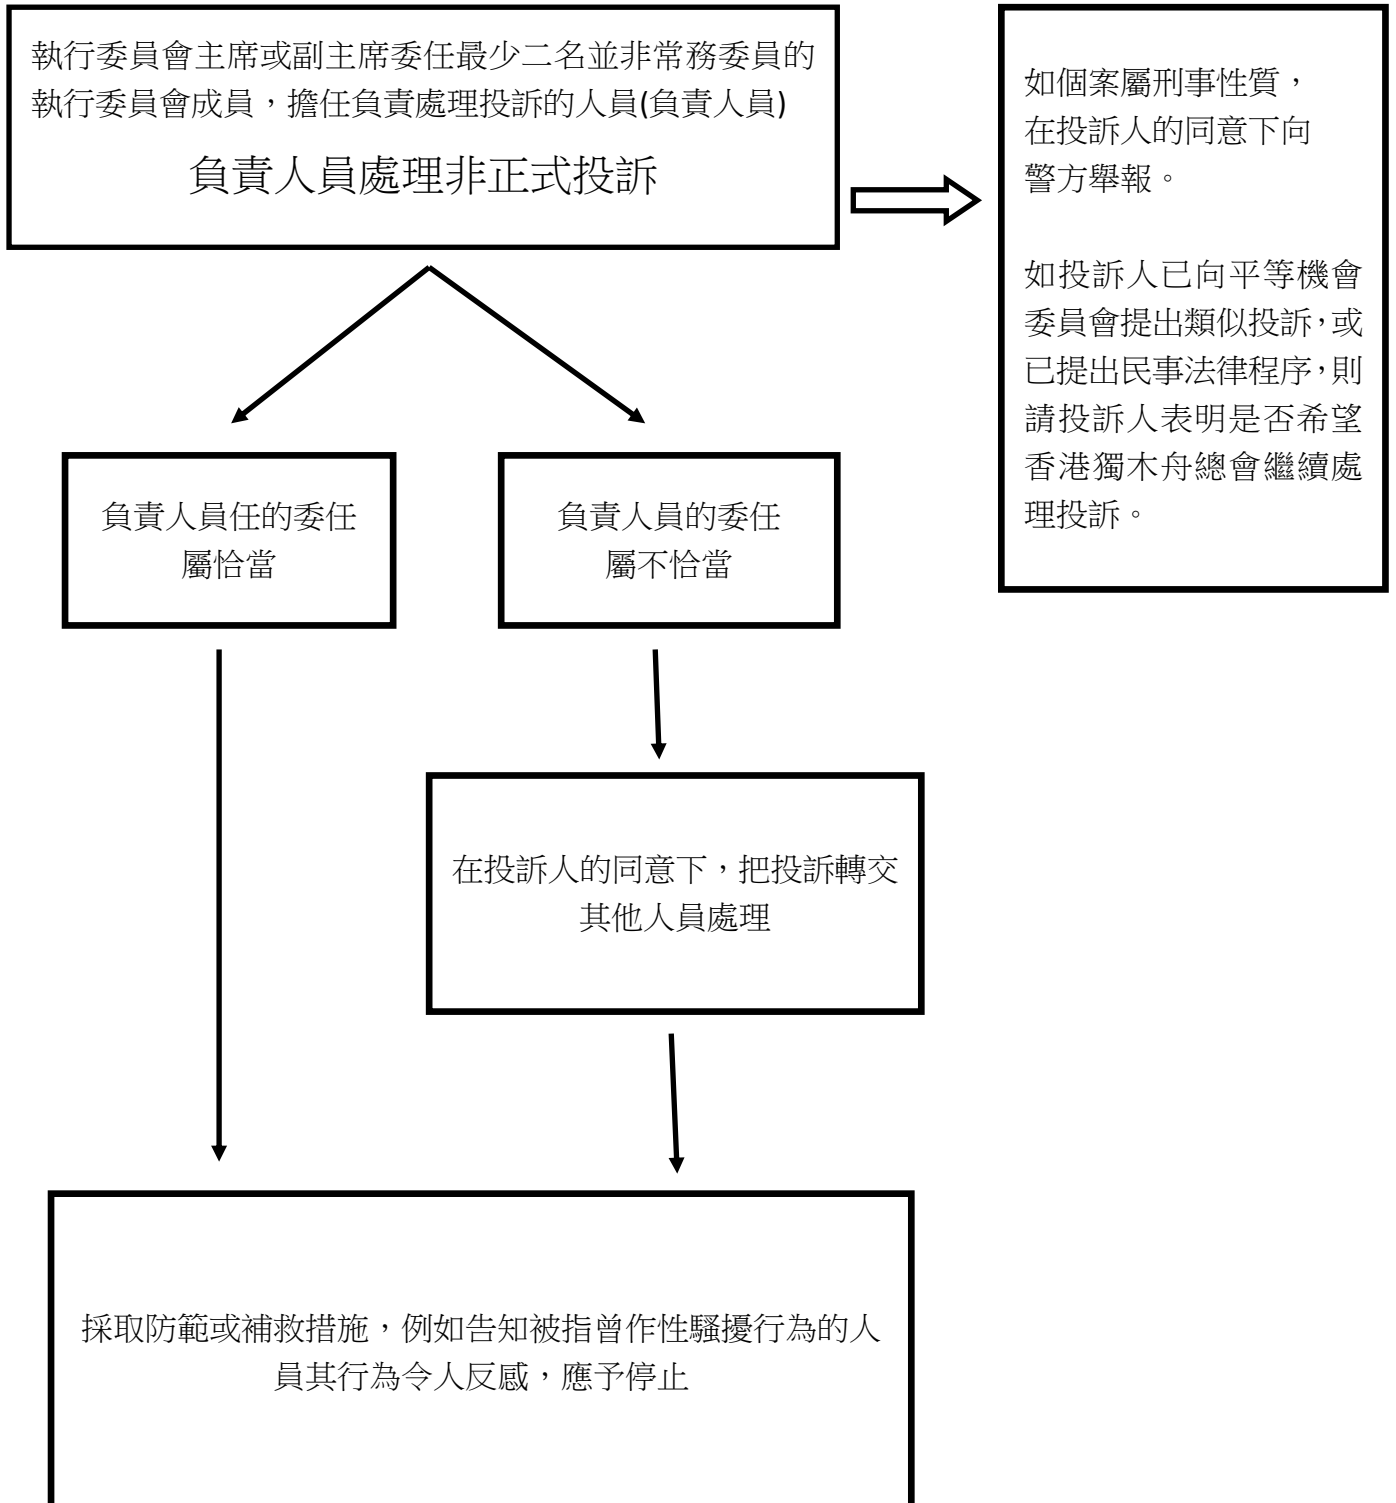 執行委員會主席或副主席委任最少二名並非常務委員的
執行委員會成員，擔任負責處理投訴的人員(負責人員)
負責人員處理非正式投訴
如個案屬刑事性質，
在投訴人的同意下向
警方舉報。
如投訴人已向平等機會
委員會提出類似投訴，或
已提出民事法律程序，則
請投訴人表明是否希望
香港獨木舟總會繼續處
理投訴。
負責人員任的委任
屬恰當
負責人員的委任
屬不恰當
在投訴人的同意下，把投訴轉交
其他人員處理
採取防範或補救措施，例如告知被指曾作性騷擾行為的人
員其行為令人反感，應予停止